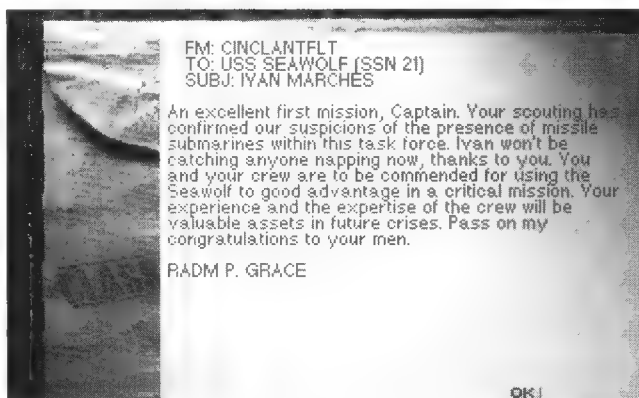 FM: CINCLANTFLT
TO: USS SEAWOLF (SSN 21)
SUBJ: IVAN MARCHES
An excellent first mission, Captain. Your scouting has
confirmed our suspicions of the presence of missile
submarines within this task force. Ivan won't be
catching anyone napping now, thanks to you. You
and your crew are to be commended for using the
Seawolf to good advantage in a critical mission. Your
experience and the expertise of the crew will be
valuable assets in future crises. Pass on my
congratulations to your men.
RADM P. GRACE
OK